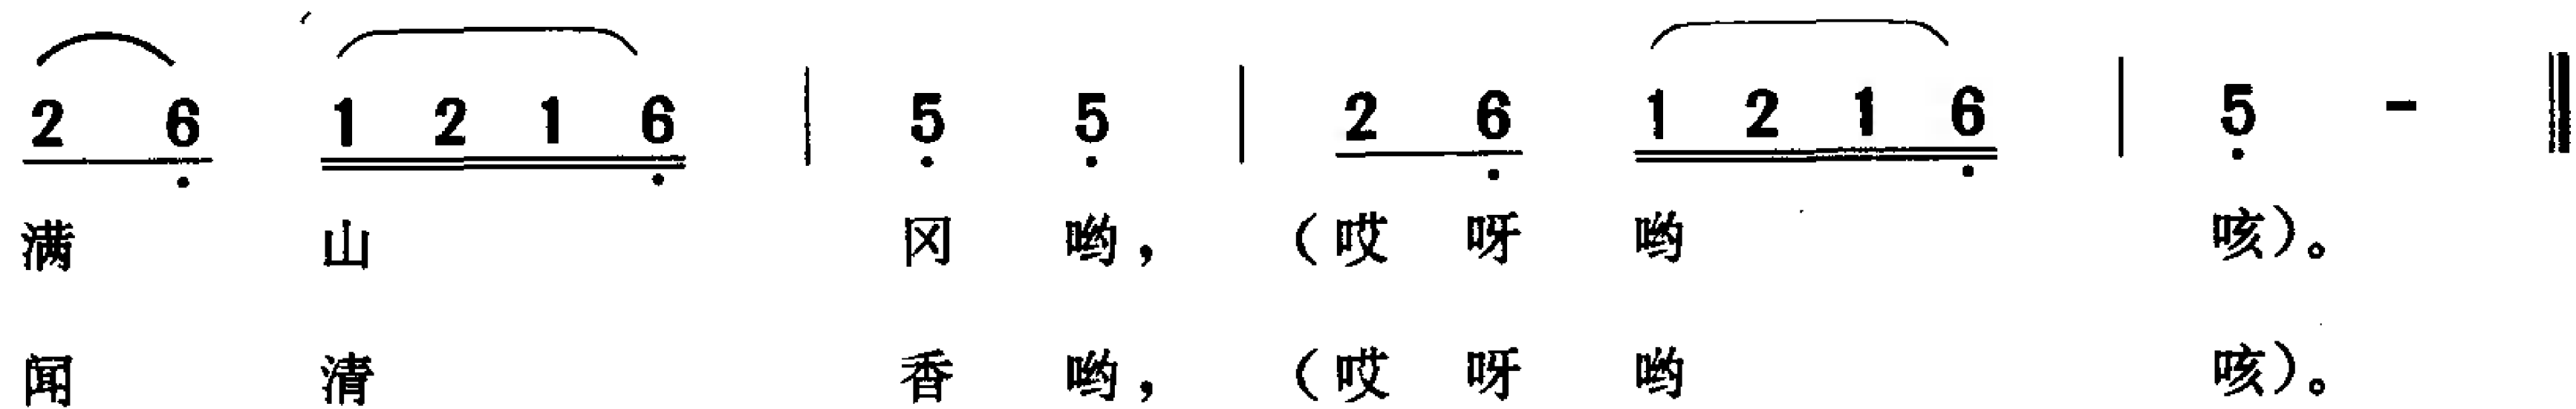 2 6 1 2 1 6 | 5 5 | 2 6 1 2 1 6 | 5 - ‖
满 山 冈 哟，（哎 呀 哟 咳）。
闻 清 香 哟，（哎 呀 哟 咳）。